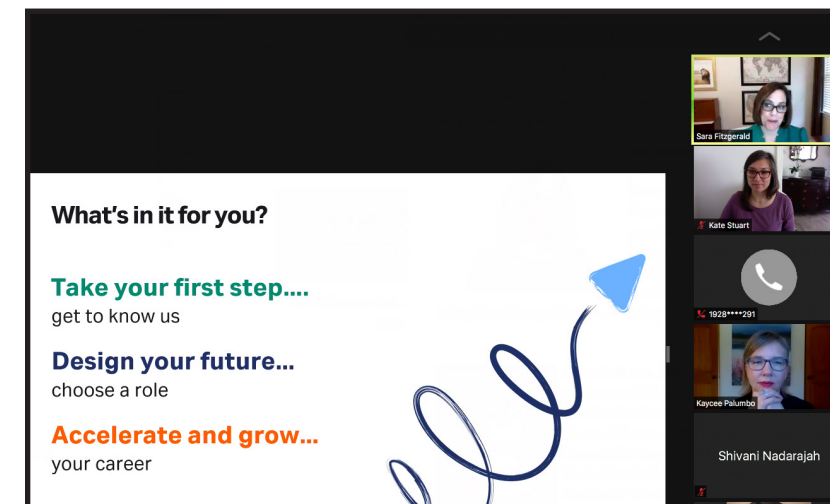 What's in it for you?
Take your first step....
get to know us
Design your future...
choose a role
Accelerate and grow...
your career
Sara Fitzgerald
Kate Stuart
1928****291
Kaycee Palumbo
Shivani Nadarajah